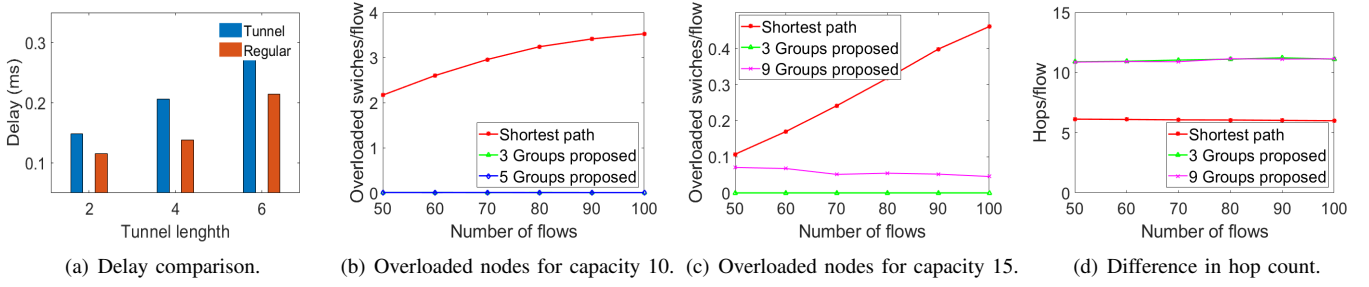 Delay (ms)
0.3
0.2
0.1
Tunnel
Regular
2 4 6
Tunnel lenghth
(a) Delay comparison.
Overloaded swiches/flow
4
3
2
1
0
Shortest path
3 Groups proposed
5 Groups proposed
50 60 70 80 90 100
Number of flows
(b) Overloaded nodes for capacity 10.
Overloaded swiches/flow
0.4
0.3
0.2
0.1
0
Shortest path
3 Groups proposed
9 Groups proposed
50 60 70 80 90 100
Number of flows
(c) Overloaded nodes for capacity 15.
Hops/flow
15
10
5
0
Shortest path
3 Groups proposed
9 Groups proposed
50 60 70 80 90 100
Number of flows
(d) Difference in hop count.